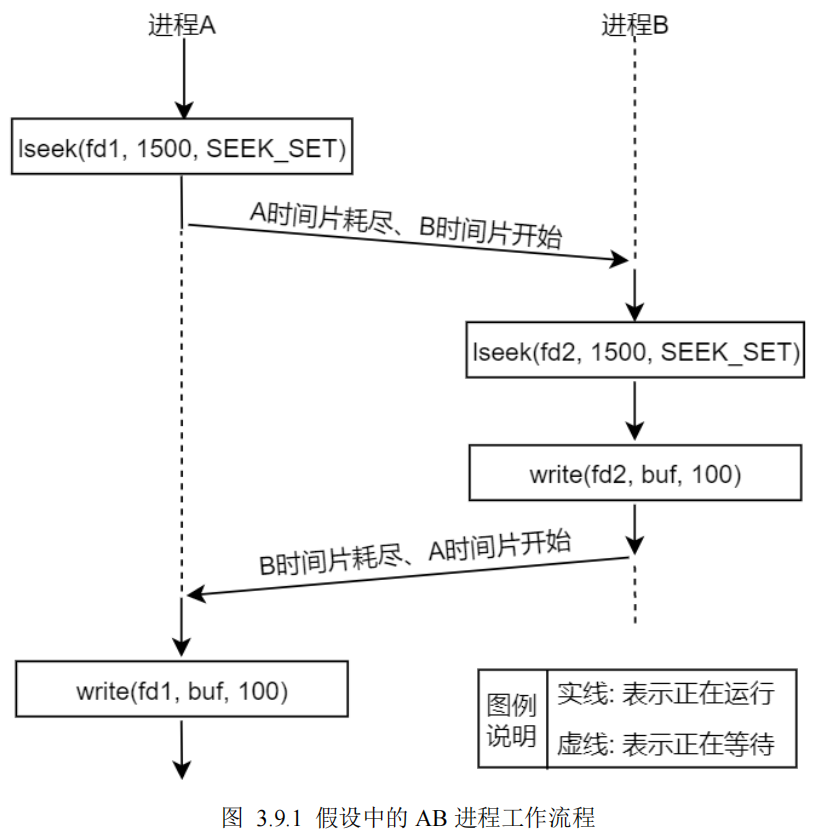 进程A
进程B
lseek(fd1, 1500, SEEK_SET)
A时间片耗尽、B时间片开始
lseek(fd2, 1500, SEEK_SET)
write(fd2, buf, 100)
B时间片耗尽、A时间片开始
write(fd1, buf, 100)
图例
说明
实线: 表示正在运行
虚线: 表示正在等待
图 3.9.1 假设中的 AB 进程工作流程